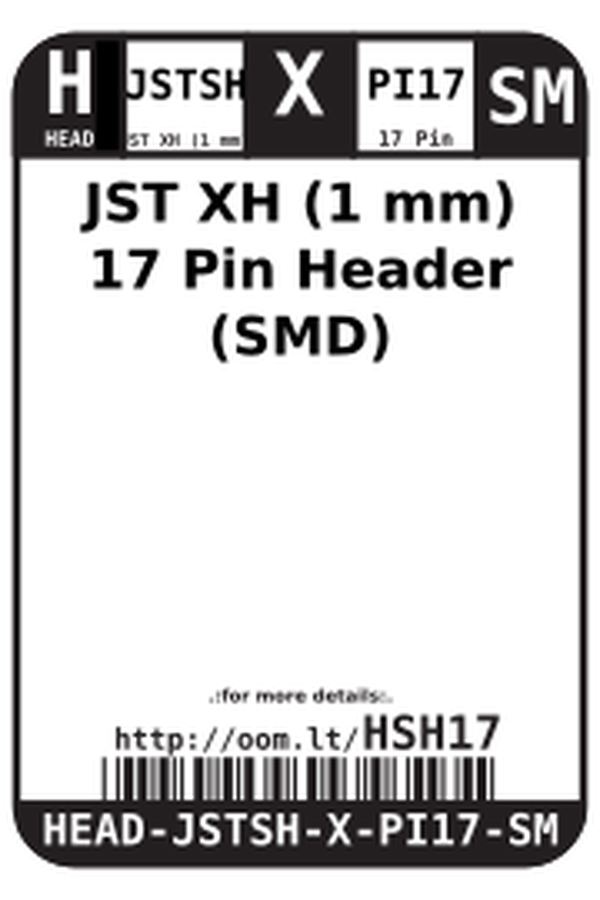 H JSTSH X PI17 SM
HEAD ST XH (1 mm 17 Pin
JST XH (1 mm)
17 Pin Header
(SMD)
.:for more details:.
http://oom.lt/HSH17
HEAD-JSTSH-X-PI17-SM